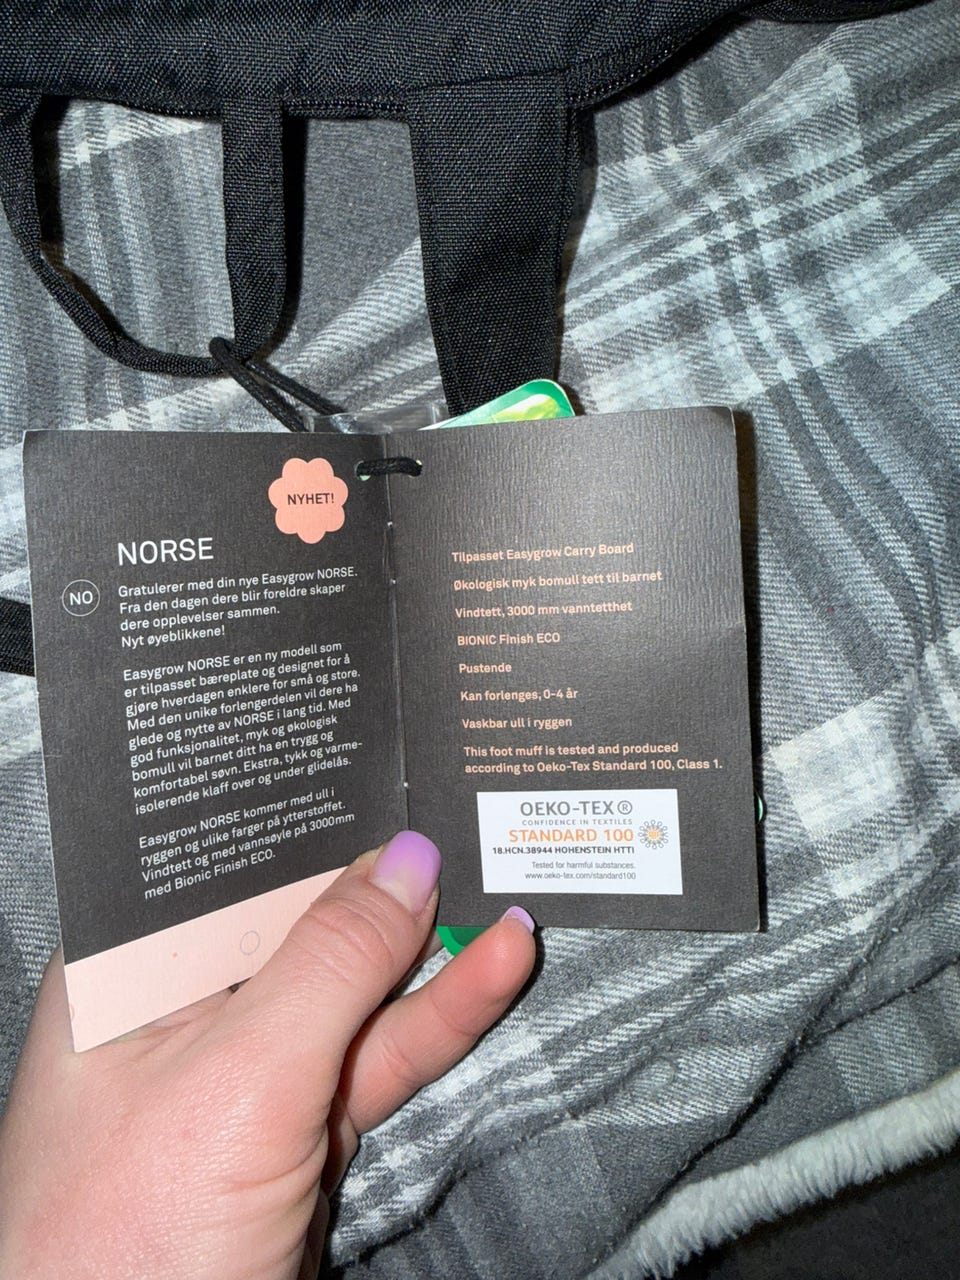 NYHET!
NORSE
NO
Gratulerer med din nye Easygrow NORSE.
Fra den dagen dere blir foreldre skaper
dere opplevelser sammen.
Nyt øyeblikkene!
Easygrow NORSE er en ny modell som
er tilpasset bæreplate og designet for å
gjøre hverdagen enklere for små og store.
Med den unike forlengerdelen vil dere ha
glede og nytte av NORSE i lang tid. Med
god funksjonalitet, myk og økologisk
bomull vil barnet ditt ha en trygg og
komfortabel søvn. Ekstra, tykk og varme-
isolerende klaff over og under glidelås.
Easygrow NORSE kommer med ull i
ryggen og ulike farger på ytterstoffet.
Vindtett og med vannsøyle på 3000mm
med Bionic Finish ECO.
Tilpasset Easygrow Carry Board
Økologisk myk bomull tett til barnet
Vindtett, 3000 mm vanntetthet
BIONIC Finish ECO
Pustende
Kan forlenges, 0-4 år
Vaskbar ull i ryggen
This foot muff is tested and produced
according to Oeko-Tex Standard 100, Class 1.
OEKO-TEX®
CONFIDENCE IN TEXTILES
STANDARD 100
18.HCN.38944 HOHENSTEIN HTTI
Tested for harmful substances.
www.oeko-tex.com/standard100